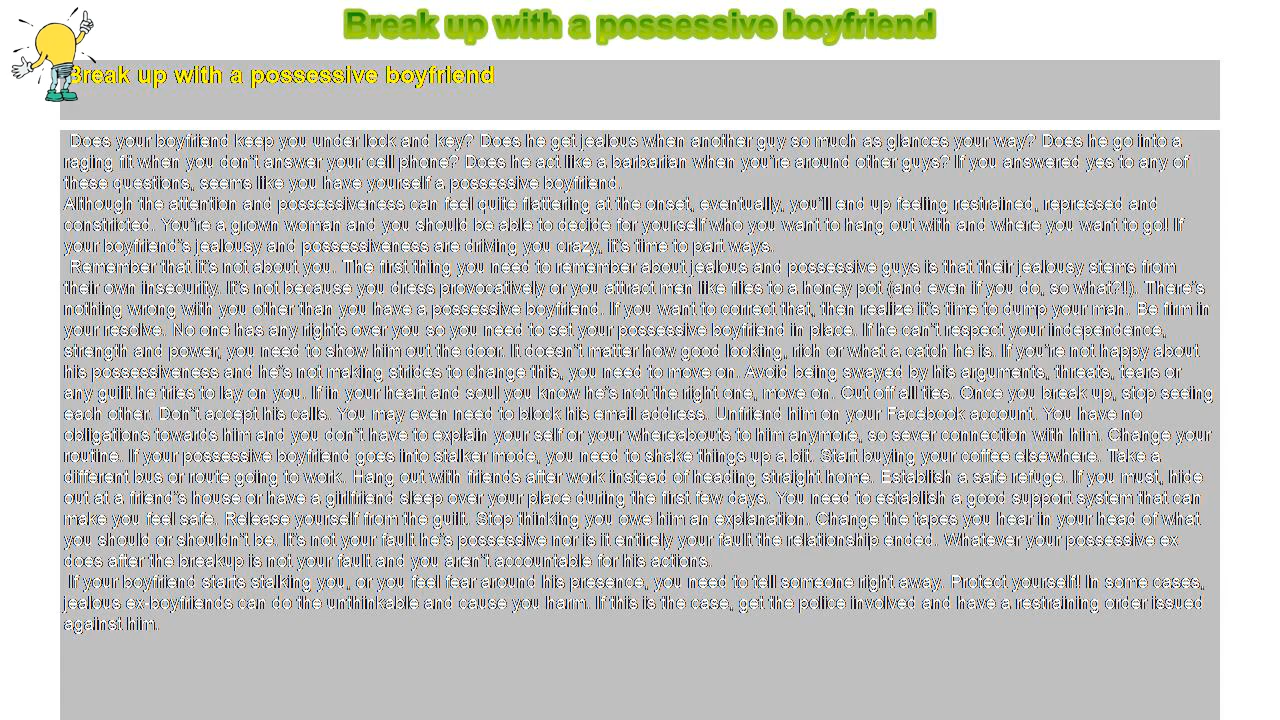 Break up with a possessive boyfriend
Break up with a possessive boyfriend
Does your boyfriend keep you under lock and key? Does he get jealous when another guy so much as glances your way? Does he go into a
raging fit when you don't answer your cell phone? Does he act like a barbarian when you're around other guys? If you answered yes to any of
these questions, seems like you have yourself a possessive boyfriend.
Although the attention and possessiveness can feel quite flattering at the onset, eventually, you'll end up feeling restrained, repressed and
constricted. You're a grown woman and you should be able to decide for yourself who you want to hang out with and where you want to go! If
your boyfriend's jealousy and possessiveness are driving you crazy, it's time to part ways.
Remember that it's not about you. The first thing you need to remember about jealous and possessive guys is that their jealousy stems from
their own insecurity. It's not because you dress provocatively or you attract men like flies to a honey pot (and even if you do, so what?!). There's
nothing wrong with you other than you have a possessive boyfriend. If you want to correct that, then realize it's time to dump your man. Be firm in
your resolve. No one has any rights over you so you need to set your possessive boyfriend in place. If he can't respect your independence,
strength and power, you need to show him out the door. It doesn't matter how good looking, rich or what a catch he is. If you're not happy about
his possessiveness and he's not making strides to change this, you need to move on. Avoid being swayed by his arguments, threats, tears or
any guilt he tries to lay on you. If in your heart and soul you know he's not the right one, move on. Cut off all ties. Once you break up, stop seeing
each other. Don't accept his calls. You may even need to block his email address. Unfriend him on your Facebook account. You have no
obligations towards him and you don't have to explain your self or your whereabouts to him anymore, so sever connection with him. Change your
routine. If your possessive boyfriend goes into stalker mode, you need to shake things up a bit. Start buying your coffee elsewhere. Take a
different bus or route going to work. Hang out with friends after work instead of heading straight home. Establish a safe refuge. If you must, hide
out at a friend's house or have a girlfriend sleep over your place during the first few days. You need to establish a good support system that can
make you feel safe. Release yourself from the guilt. Stop thinking you owe him an explanation. Change the tapes you hear in your head of what
you should or shouldn't be. It's not your fault he's possessive nor is it entirely your fault the relationship ended. Whatever your possessive ex
does after the breakup is not your fault and you aren't accountable for his actions.
If your boyfriend starts stalking you, or you feel fear around his presence, you need to tell someone right away. Protect yourself! In some cases,
jealous ex-boyfriends can do the unthinkable and cause you harm. If this is the case, get the police involved and have a restraining order issued
against him.